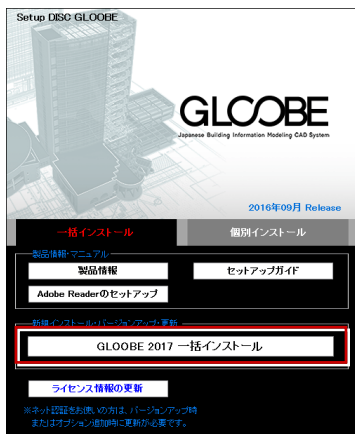 Setup DISC GLOOBE
GLOOBE
Japanese Building Information Modeling CAD System
2016年09月 Release
一括インストール
個別インストール
製品情報・マニュアル
製品情報
セットアップガイド
Adobe Readerのセットアップ
新規インストール・バージョンアップ・更新
GLOOBE 2017 一括インストール
ライセンス情報の更新
※ネット認証をお使いの方は、バージョンアップ時
またはオプション追加時に更新が必要です。